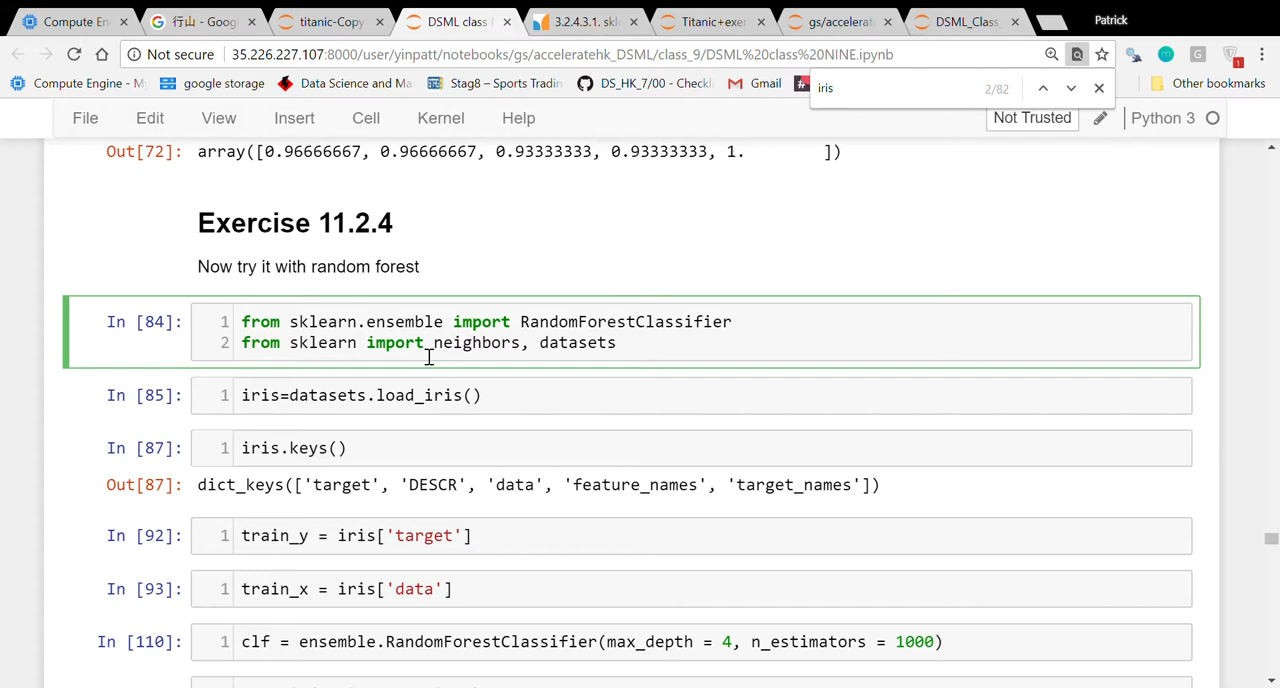 Compute En
行山 - Goog
titanic-Copy
DSML class
3.2.4.3.1. skl
Titanic+exer
gs/accelerat
DSML_Class_
Patrick
Not secure
35.226.227.107:8000/user/yinpatt/notebooks/gs/acceleratehk_DSML/class_9/DSML%20class%20NINE.ipynb
Compute Engine - My
google storage
Data Science and Ma
Stag8 – Sports Tradin
DS_HK_7/00 - Checkl
Gmail
Other bookmarks
iris
2/82
File
Edit
View
Insert
Cell
Kernel
Help
Not Trusted
Python 3
Out[72]: array([0.96666667, 0.96666667, 0.93333333, 0.93333333, 1.        ])
Exercise 11.2.4
Now try it with random forest
In [84]: 1 from sklearn.ensemble import RandomForestClassifier
2 from sklearn import neighbors, datasets
In [85]: 1 iris=datasets.load_iris()
In [87]: 1 iris.keys()
Out[87]: dict_keys(['target', 'DESCR', 'data', 'feature_names', 'target_names'])
In [92]: 1 train_y = iris['target']
In [93]: 1 train_x = iris['data']
In [110]: 1 clf = ensemble.RandomForestClassifier(max_depth = 4, n_estimators = 1000)